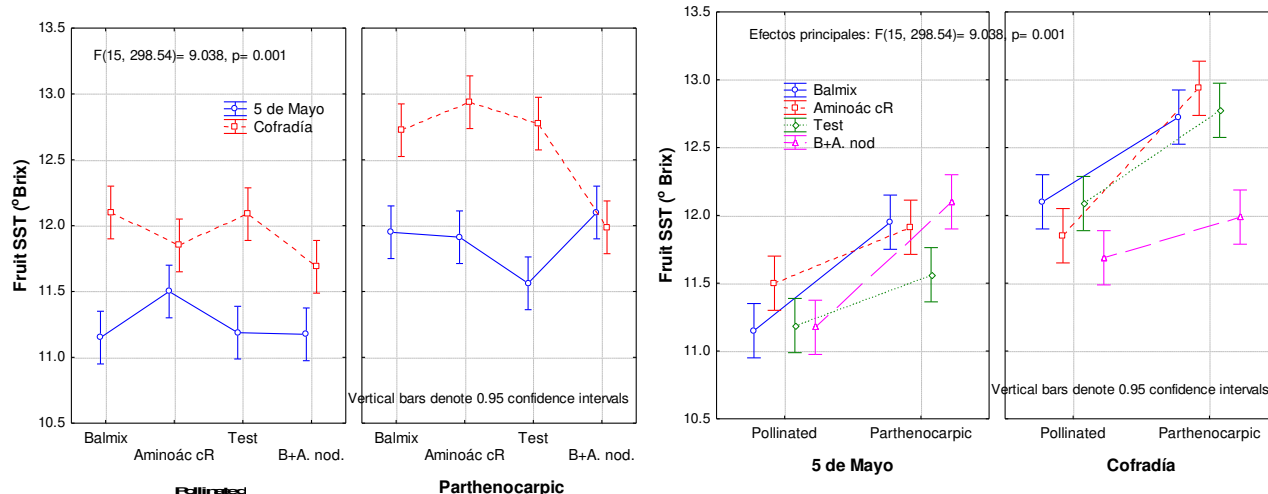 13.5
13.0
12.5
12.0
11.5
11.0
10.5
Fruit SST (º Brix)
F(15, 298.54)= 9.038, p= 0.001
5 de Mayo
Cofradía
Vertical bars denote 0.95 confidence intervals
Balmix
Aminoác cR
Test
B+A. nod.
Pollinated
Balmix
Aminoác cR
Test
B+A. nod.
Parthenocarpic
13.5
13.0
12.5
12.0
11.5
11.0
10.5
Fruit SST (º Brix)
Efectos principales: F(15, 298.54)= 9.038, p= 0.001
Balmix
Aminoác cR
Test
B+A. nod
Vertical bars denote 0.95 confidence intervals
Pollinated
Parthenocarpic
5 de Mayo
Pollinated
Parthenocarpic
Cofradía